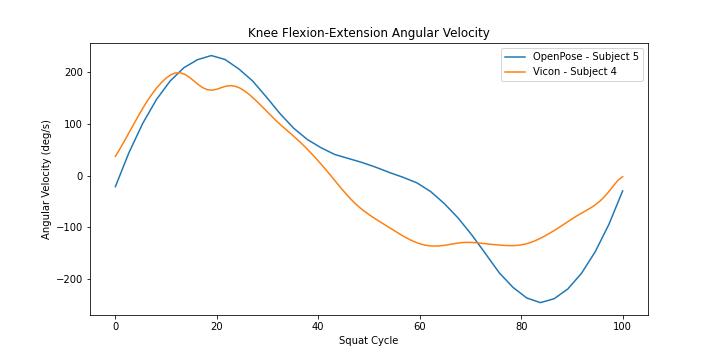 Knee Flexion-Extension Angular Velocity
OpenPose - Subject 5
Vicon - Subject 4
Angular Velocity (deg/s)
200
100
0
−100
−200
0
20
40
60
80
100
Squat Cycle